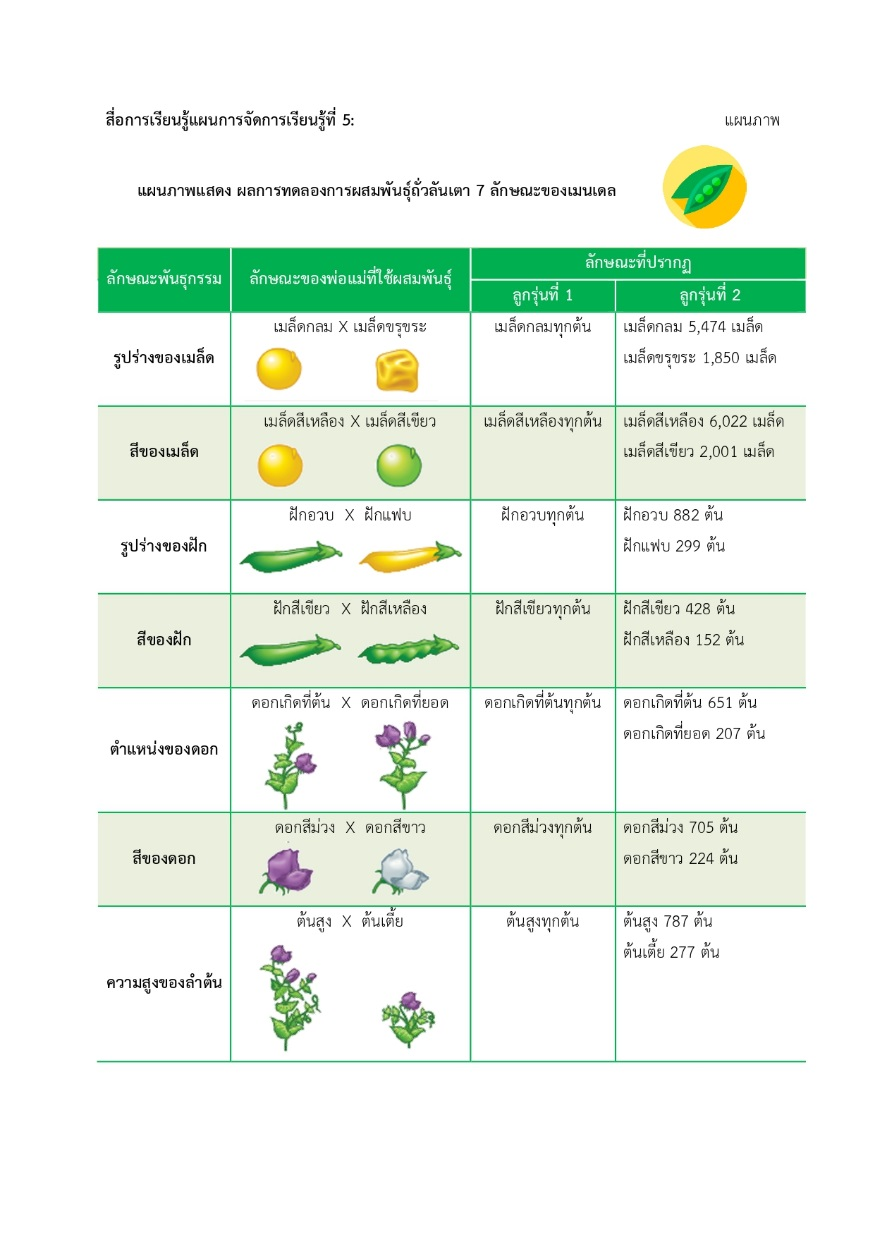 สื่อการเรียนรู้แผนการจัดการเรียนรู้ที่ 5: แผนภาพ
แผนภาพแสดง ผลการทดลองการผสมพันธุ์ถั่วลันเตา 7 ลักษณะของเมนเดล
ลักษณะพันธุกรรม ลักษณะของพ่อแม่ที่ใช้ผสมพันธุ์ ลักษณะที่ปรากฏ
ลูกรุ่นที่ 1 ลูกรุ่นที่ 2
เมล็ดกลม X เมล็ดขรุขระ เมล็ดกลมทุกต้น เมล็ดกลม 5,474 เมล็ด
รูปร่างของเมล็ด เมล็ดขรุขระ 1,850 เมล็ด
เมล็ดสีเหลือง X เมล็ดสีเขียว เมล็ดสีเหลืองทุกต้น เมล็ดสีเหลือง 6,022 เมล็ด
สีของเมล็ด เมล็ดสีเขียว 2,001 เมล็ด
ฝักอวบ X ฝักแฟบ ฝักอวบทุกต้น ฝักอวบ 882 ต้น
รูปร่างของฝัก ฝักแฟบ 299 ต้น
ฝักสีเขียว X ฝักสีเหลือง ฝักสีเขียวทุกต้น ฝักสีเขียว 428 ต้น
สีของฝัก ฝักสีเหลือง 152 ต้น
ดอกเกิดที่ต้น X ดอกเกิดที่ยอด ดอกเกิดที่ต้นทุกต้น ดอกเกิดที่ต้น 651 ต้น
ตำแหน่งของดอก ดอกเกิดที่ยอด 207 ต้น
ดอกสีม่วง X ดอกสีขาว ดอกสีม่วงทุกต้น ดอกสีม่วง 705 ต้น
สีของดอก ดอกสีขาว 224 ต้น
ต้นสูง X ต้นเตี้ย ต้นสูงทุกต้น ต้นสูง 787 ต้น
ต้นเตี้ย 277 ต้น
ความสูงของลำต้น